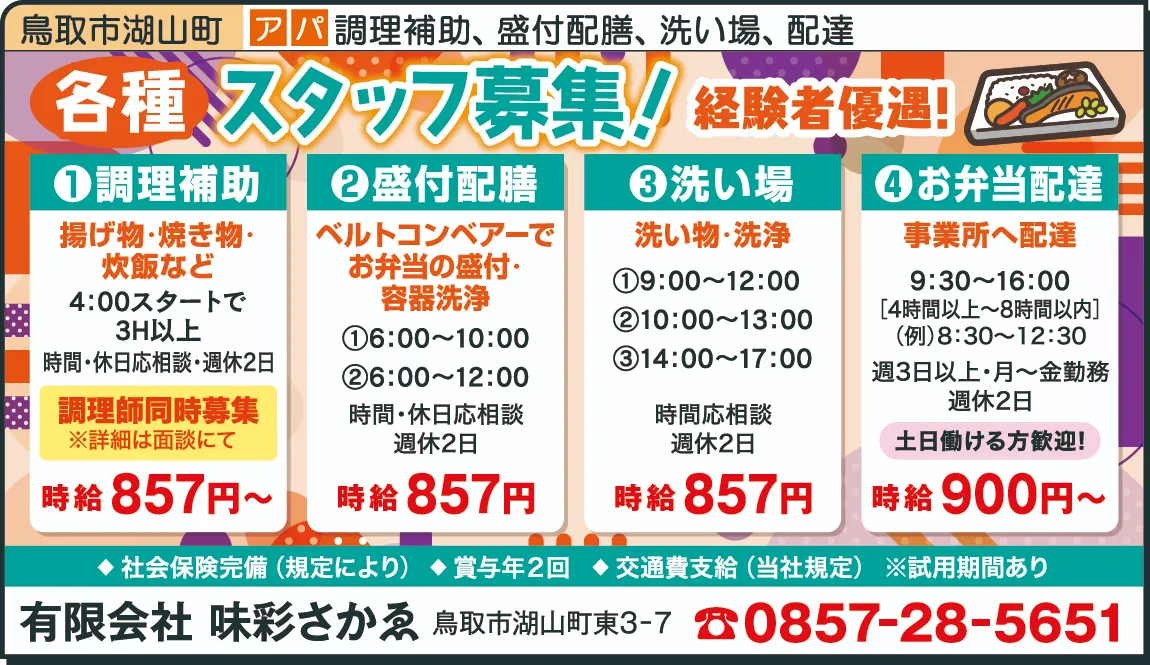 鳥取市湖山町 アパ 調理補助、盛付配膳、洗い場、配達
各種 スタッフ募集! 経験者優遇!
❶調理補助
揚げ物・焼き物・
炊飯など
4:00スタートで
3H以上
時間・休日応相談・週休2日
調理師同時募集
※詳細は面談にて
時給857円～
❷盛付配膳
ベルトコンベアーで
お弁当の盛付・
容器洗浄
①6:00～10:00
②6:00～12:00
時間・休日応相談
週休2日
時給857円
❸洗い場
洗い物・洗浄
①9:00～12:00
②10:00～13:00
③14:00～17:00
時間応相談
週休2日
時給857円
❹お弁当配達
事業所へ配達
9:30～16:00
[4時間以上～8時間以内]
(例)8:30～12:30
週3日以上・月～金勤務
週休2日
土日働ける方歓迎!
時給900円～
◆社会保険完備(規定により) ◆賞与年2回 ◆交通費支給(当社規定) ※試用期間あり
有限会社 味彩さかゑ 鳥取市湖山町東3-7 ☎0857-28-5651